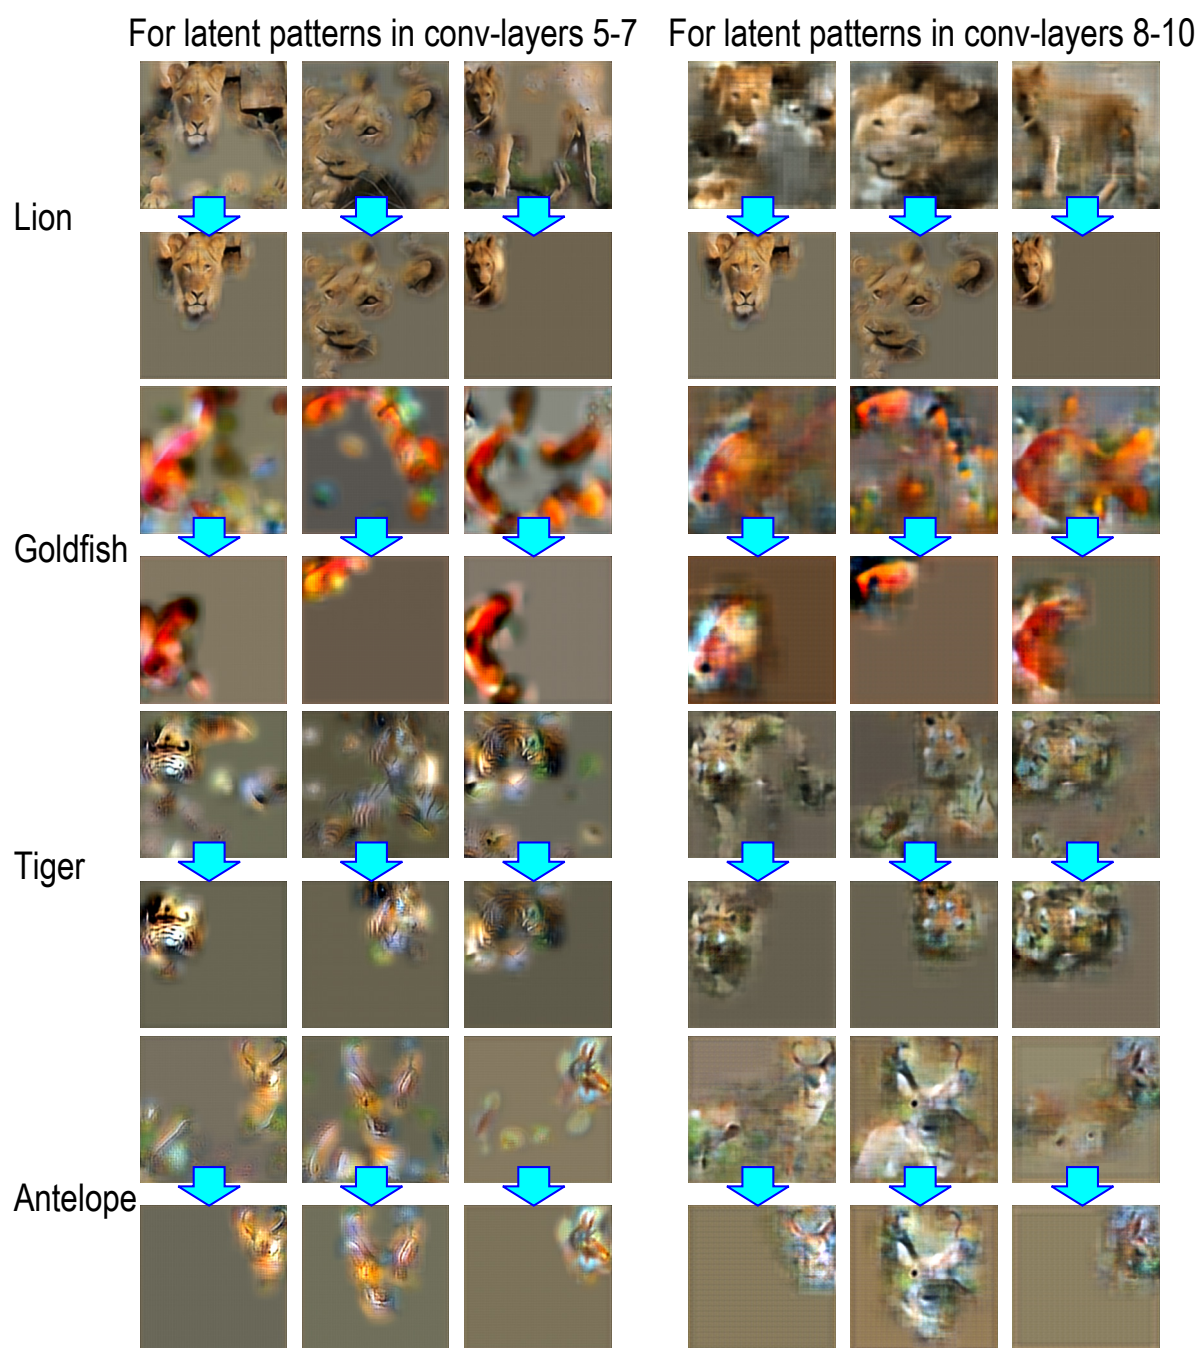 For latent patterns in conv-layers 5-7
For latent patterns in conv-layers 8-10
Lion
Goldfish
Tiger
Antelope